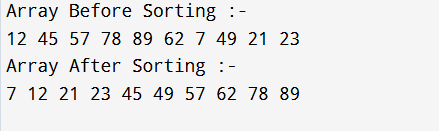 Array Before Sorting :-
12 45 57 78 89 62 7 49 21 23
Array After Sorting :-
7 12 21 23 45 49 57 62 78 89